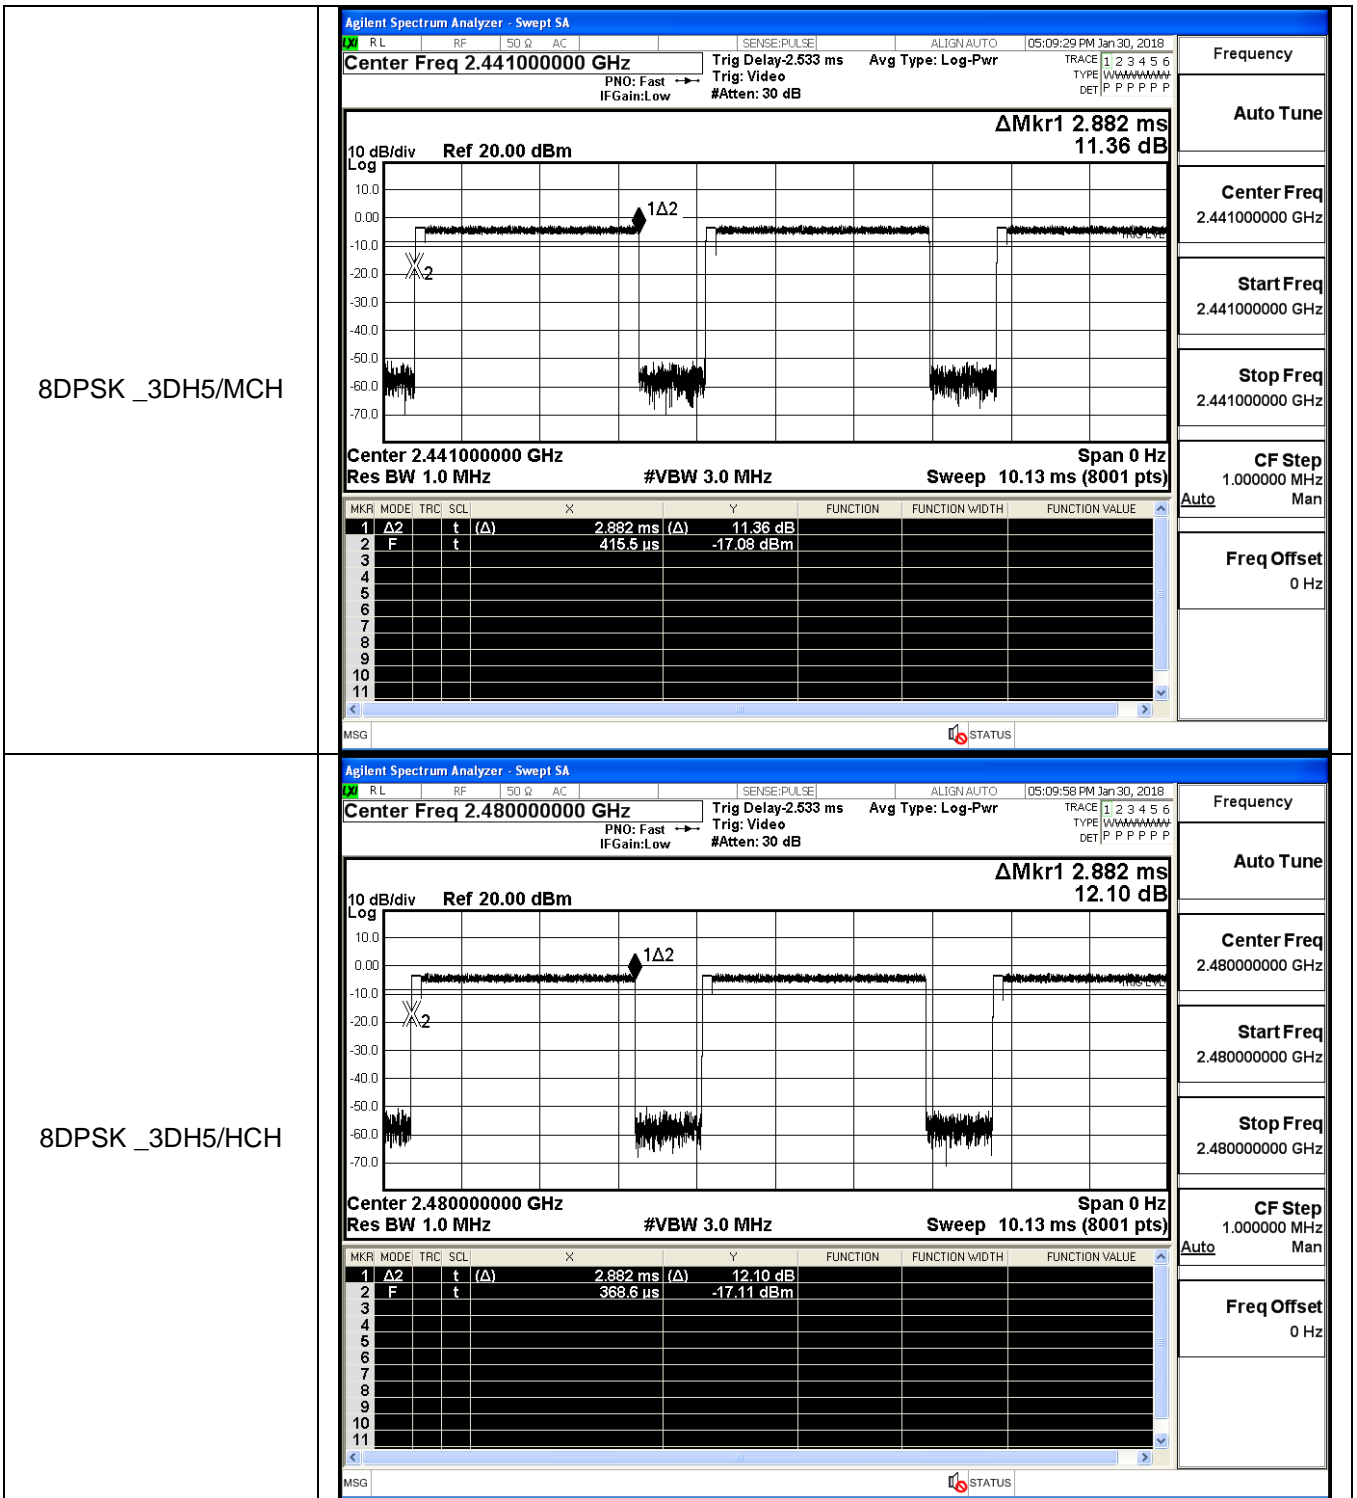 8DPSK _3DH5/MCH
Agilent Spectrum Analyzer - Swept SA
LXI RL RF 50 Ω AC SENSE:PULSE ALIGN AUTO 05:09:29 PM Jan 30, 2018
Center Freq 2.441000000 GHz Trig Delay-2.533 ms Avg Type: Log-Pwr TRACE 1 2 3 4 5 6
PNO: Fast Trig: Video TYPE WWWWWW
IFGain:Low #Atten: 30 dB DET P P P P P P
ΔMkr1 2.882 ms
11.36 dB
10 dB/div Ref 20.00 dBm
Log
10.0
0.00
-10.0
-20.0
-30.0
-40.0
-50.0
-60.0
-70.0
1Δ2
TRIG LVL
2
Center 2.441000000 GHz Span 0 Hz
Res BW 1.0 MHz #VBW 3.0 MHz Sweep 10.13 ms (8001 pts)
MKR MODE TRC SCL X Y FUNCTION FUNCTION WIDTH FUNCTION VALUE
1 Δ2 t (Δ) 2.882 ms (Δ) 11.36 dB
2 F t 415.5 µs -17.08 dBm
3
4
5
6
7
8
9
10
11
MSG STATUS
Frequency
Auto Tune
Center Freq
2.441000000 GHz
Start Freq
2.441000000 GHz
Stop Freq
2.441000000 GHz
CF Step
1.000000 MHz
Auto Man
Freq Offset
0 Hz
8DPSK _3DH5/HCH
Agilent Spectrum Analyzer - Swept SA
LXI RL RF 50 Ω AC SENSE:PULSE ALIGN AUTO 05:09:58 PM Jan 30, 2018
Center Freq 2.480000000 GHz Trig Delay-2.533 ms Avg Type: Log-Pwr TRACE 1 2 3 4 5 6
PNO: Fast Trig: Video TYPE WWWWWW
IFGain:Low #Atten: 30 dB DET P P P P P P
ΔMkr1 2.882 ms
12.10 dB
10 dB/div Ref 20.00 dBm
Log
10.0
0.00
-10.0
-20.0
-30.0
-40.0
-50.0
-60.0
-70.0
1Δ2
TRIG LVL
2
Center 2.480000000 GHz Span 0 Hz
Res BW 1.0 MHz #VBW 3.0 MHz Sweep 10.13 ms (8001 pts)
MKR MODE TRC SCL X Y FUNCTION FUNCTION WIDTH FUNCTION VALUE
1 Δ2 t (Δ) 2.882 ms (Δ) 12.10 dB
2 F t 368.6 µs -17.11 dBm
3
4
5
6
7
8
9
10
11
MSG STATUS
Frequency
Auto Tune
Center Freq
2.480000000 GHz
Start Freq
2.480000000 GHz
Stop Freq
2.480000000 GHz
CF Step
1.000000 MHz
Auto Man
Freq Offset
0 Hz